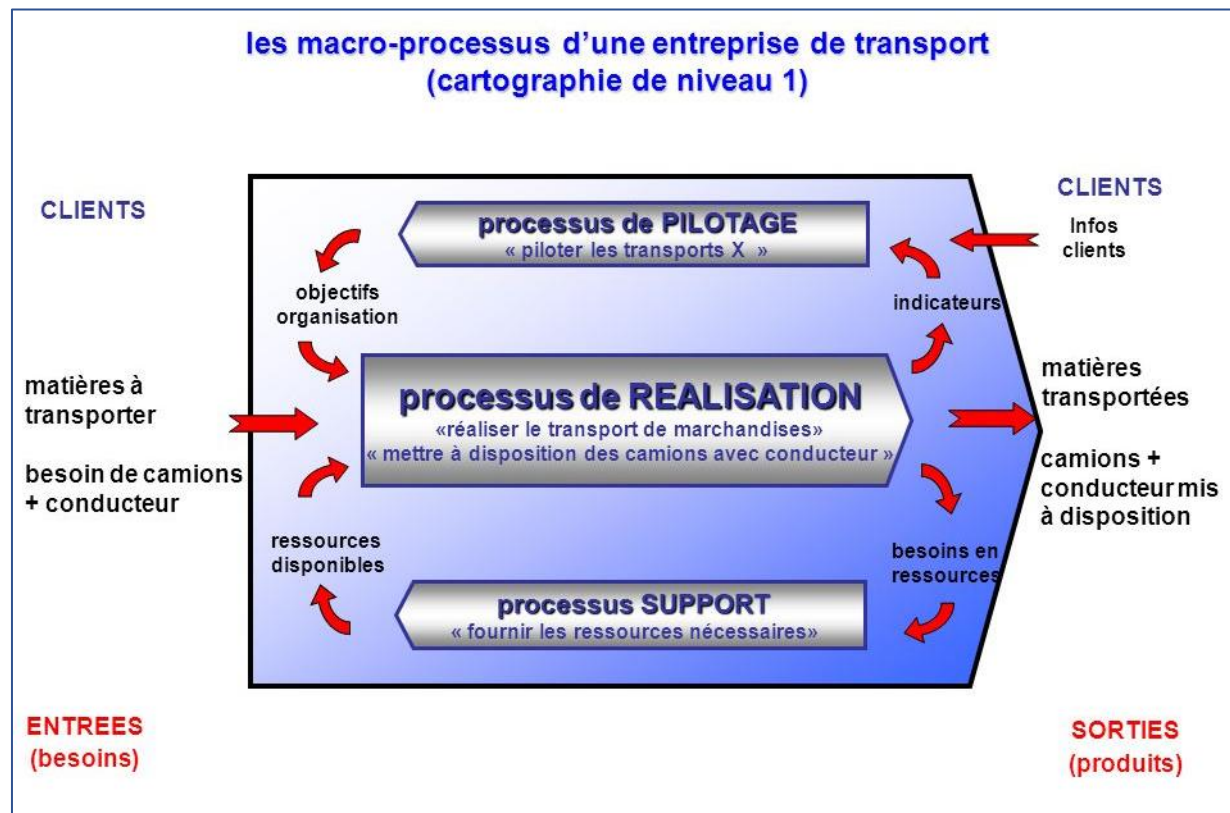 les macro-processus d'une entreprise de transport
(cartographie de niveau 1)
CLIENTS
CLIENTS
processus de PILOTAGE
« piloter les transports X »
Infos
clients
objectifs
organisation
indicateurs
matières à
transporter
besoin de camions
+ conducteur
processus de REALISATION
«réaliser le transport de marchandises»
« mettre à disposition des camions avec conducteur »
matières
transportées
camions +
conducteur mis
à disposition
ressources
disponibles
besoins en
ressources
processus SUPPORT
« fournir les ressources nécessaires»
ENTREES
(besoins)
SORTIES
(produits)